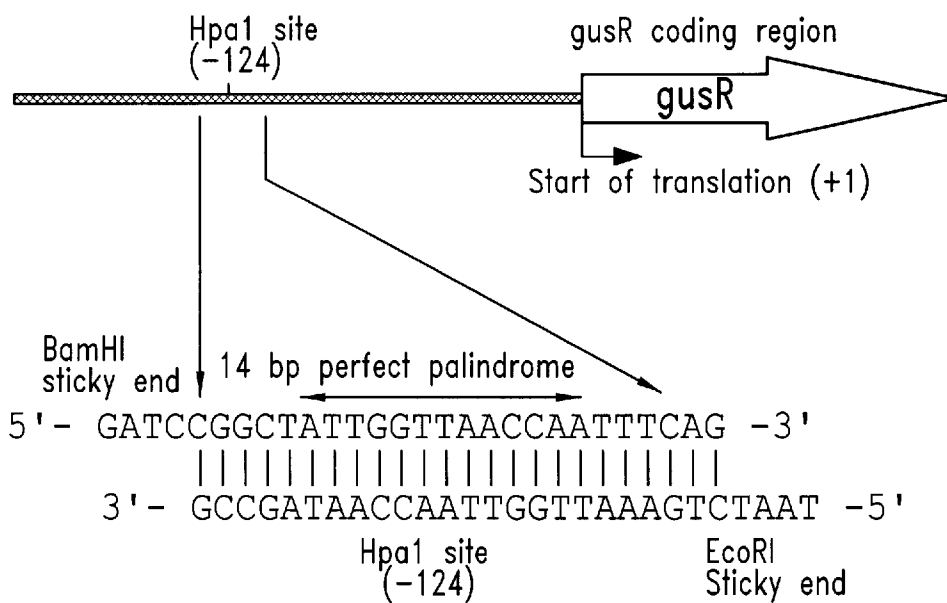 Hpa1 site
(-124)
gusR coding region
gusR
Start of translation (+1)
BamHI
sticky end
14 bp perfect palindrome
5'- GATCCGGCTATTGGTTAACCAATTTCAG -3'
3'- GCCGATAACCAATTGGTTAAAGTCTAAT -5'
Hpa1 site
(-124)
EcoRI
Sticky end